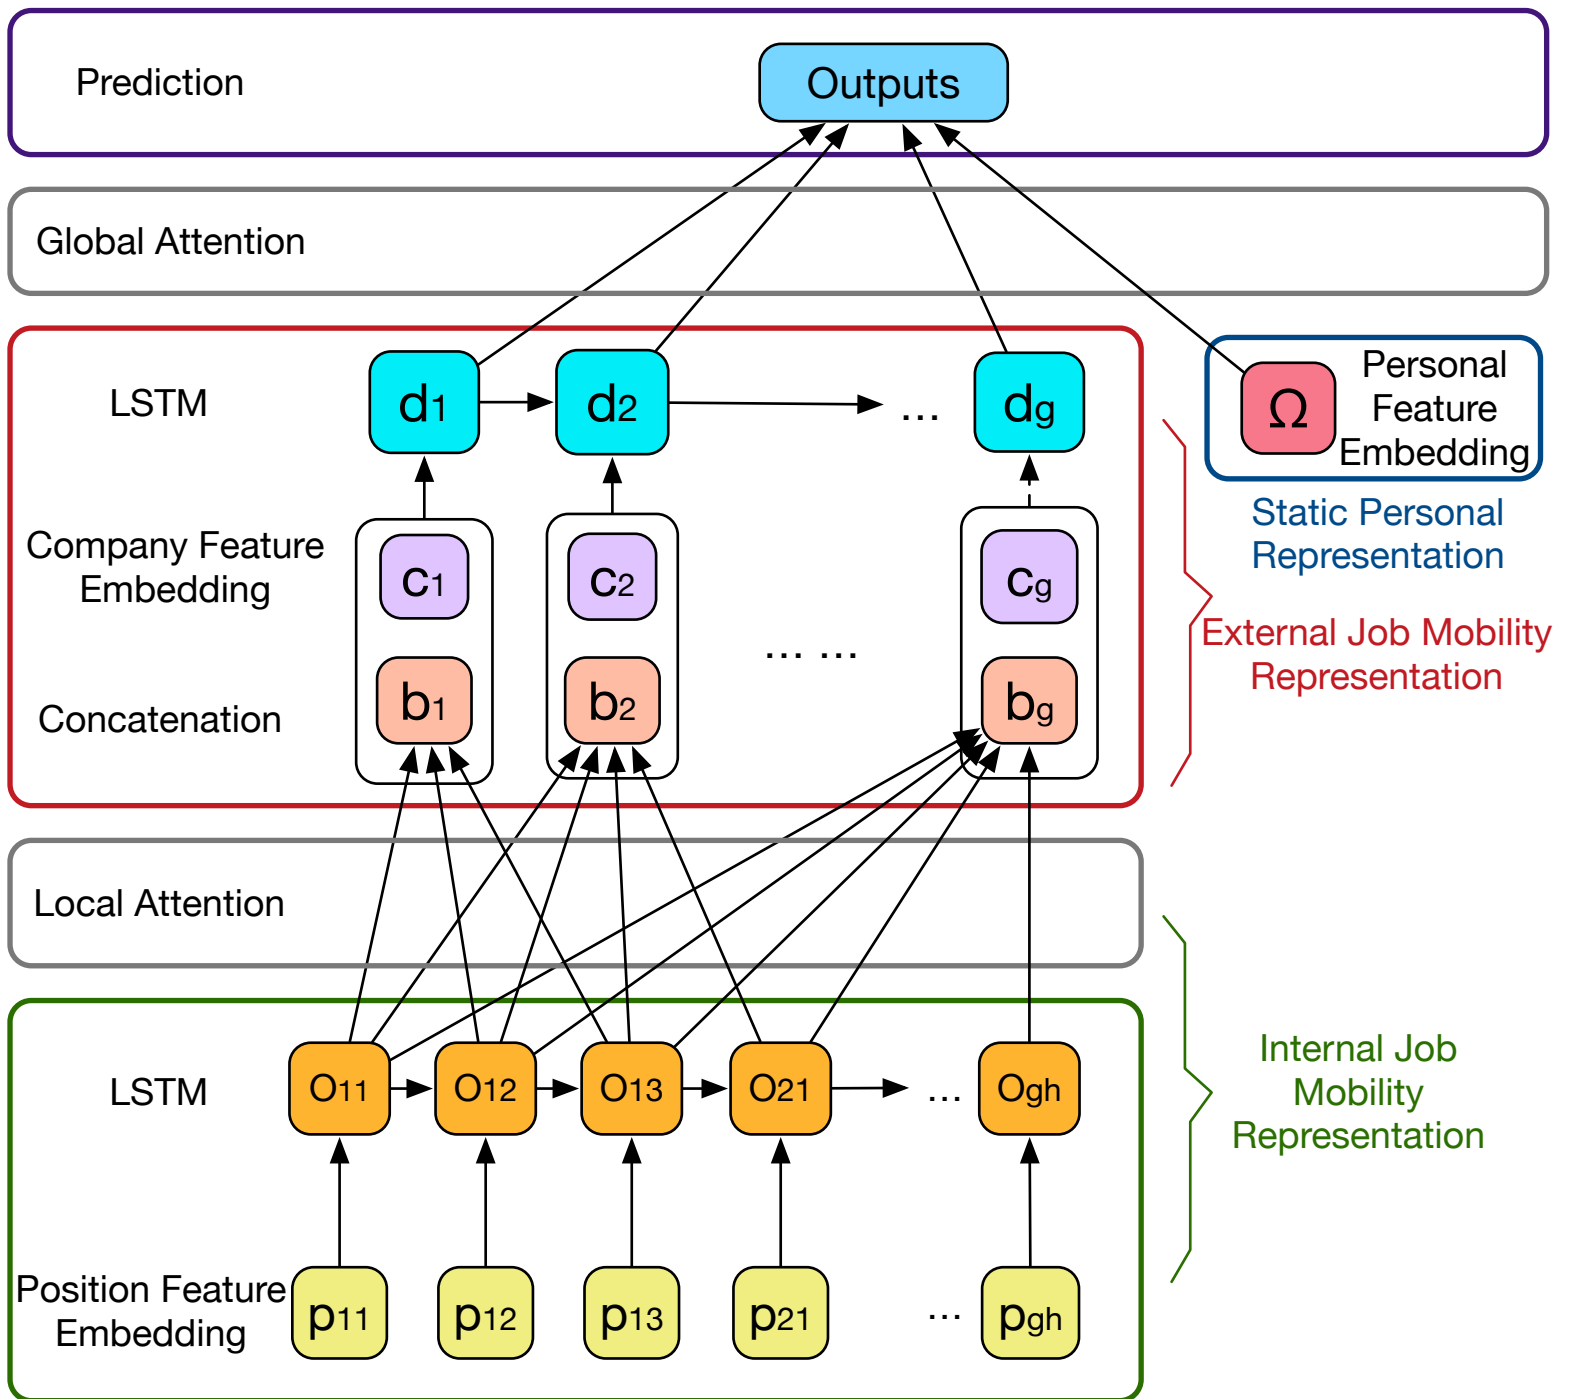 Prediction
Outputs
Global Attention
LSTM
d1
d2
...
dg
Ω
Personal
Feature
Embedding
Static Personal
Representation
Company Feature
Embedding
c1
c2
cg
... ...
External Job Mobility
Representation
Concatenation
b1
b2
bg
Local Attention
LSTM
O11
O12
O13
O21
...
Ogh
Internal Job
Mobility
Representation
Position Feature
Embedding
p11
p12
p13
p21
...
pgh